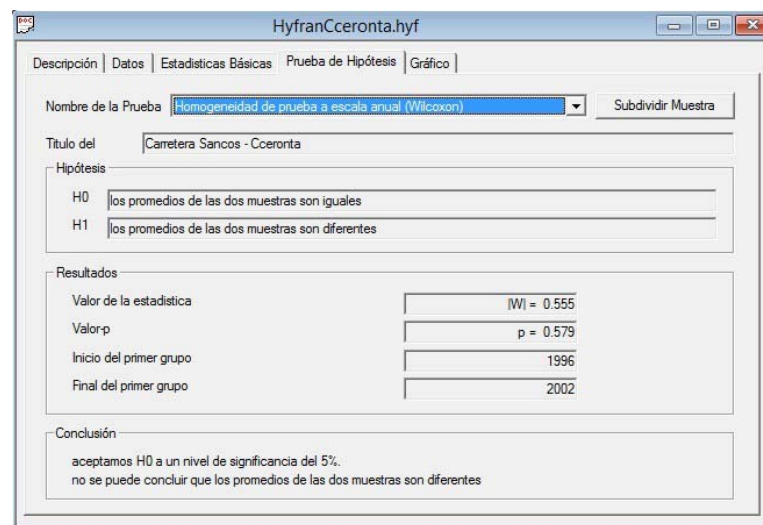 HyfranCceronta.hyf
Descripción Datos Estadisticas Básicas Prueba de Hipótesis Gráfico
Nombre de la Prueba Homogeneidad de prueba a escala anual (Wilcoxon) Subdividir Muestra
Titulo del Carretera Sancos - Cceronta
Hipótesis
H0 los promedios de las dos muestras son iguales
H1 los promedios de las dos muestras son diferentes
Resultados
Valor de la estadistica |W| = 0.555
Valor-p p = 0.579
Inicio del primer grupo 1996
Final del primer grupo 2002
Conclusión
aceptamos H0 a un nivel de significancia del 5%.
no se puede concluir que los promedios de las dos muestras son diferentes